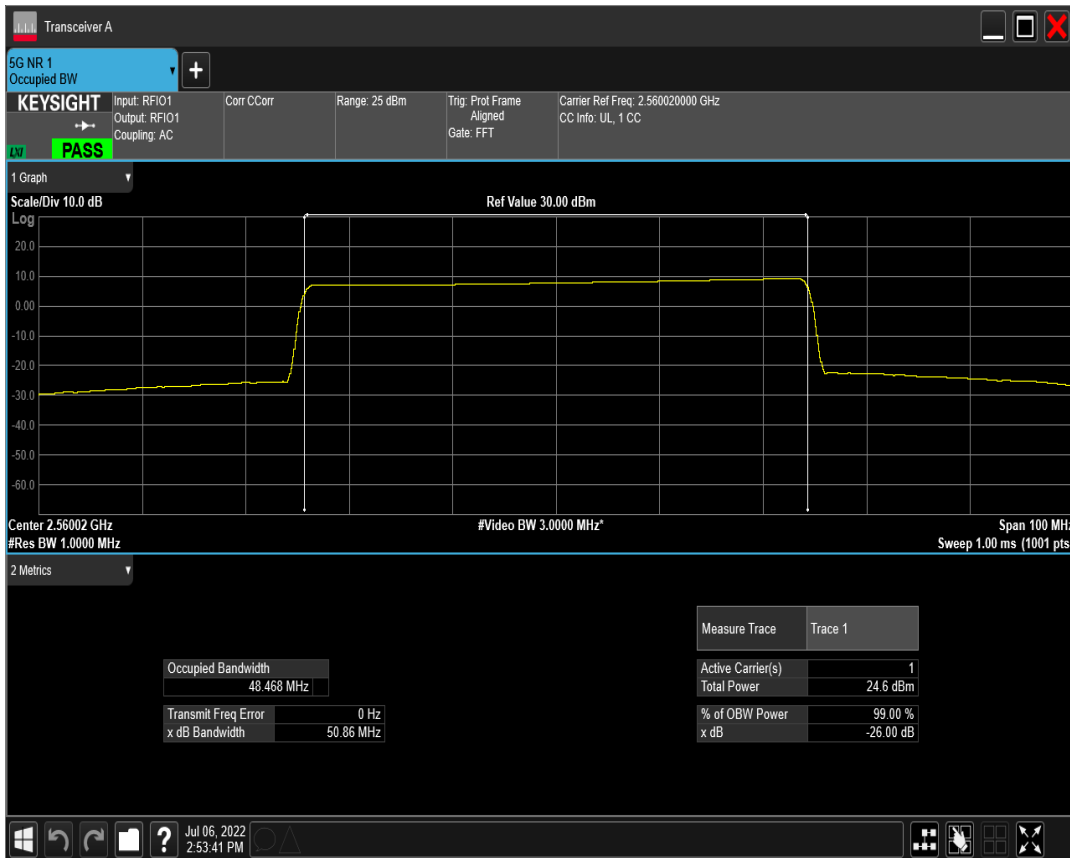 Transceiver A
5G NR 1
Occupied BW
KEYSIGHT
LXI
PASS
Input: RFIO1
Output: RFIO1
Coupling: AC
Corr CCorr
Range: 25 dBm
Trig: Prot Frame
Aligned
Gate: FFT
Carrier Ref Freq: 2.560020000 GHz
CC Info: UL, 1 CC
1 Graph
Scale/Div 10.0 dB
Ref Value 30.00 dBm
Log
20.0
10.0
0.00
-10.0
-20.0
-30.0
-40.0
-50.0
-60.0
Center 2.56002 GHz
#Video BW 3.0000 MHz*
Span 100 MHz
#Res BW 1.0000 MHz
Sweep 1.00 ms (1001 pts
2 Metrics
Measure Trace Trace 1
Occupied Bandwidth
48.468 MHz
Active Carrier(s) 1
Total Power 24.6 dBm
Transmit Freq Error 0 Hz
x dB Bandwidth 50.86 MHz
% of OBW Power 99.00 %
x dB -26.00 dB
?
Jul 06, 2022
2:53:41 PM